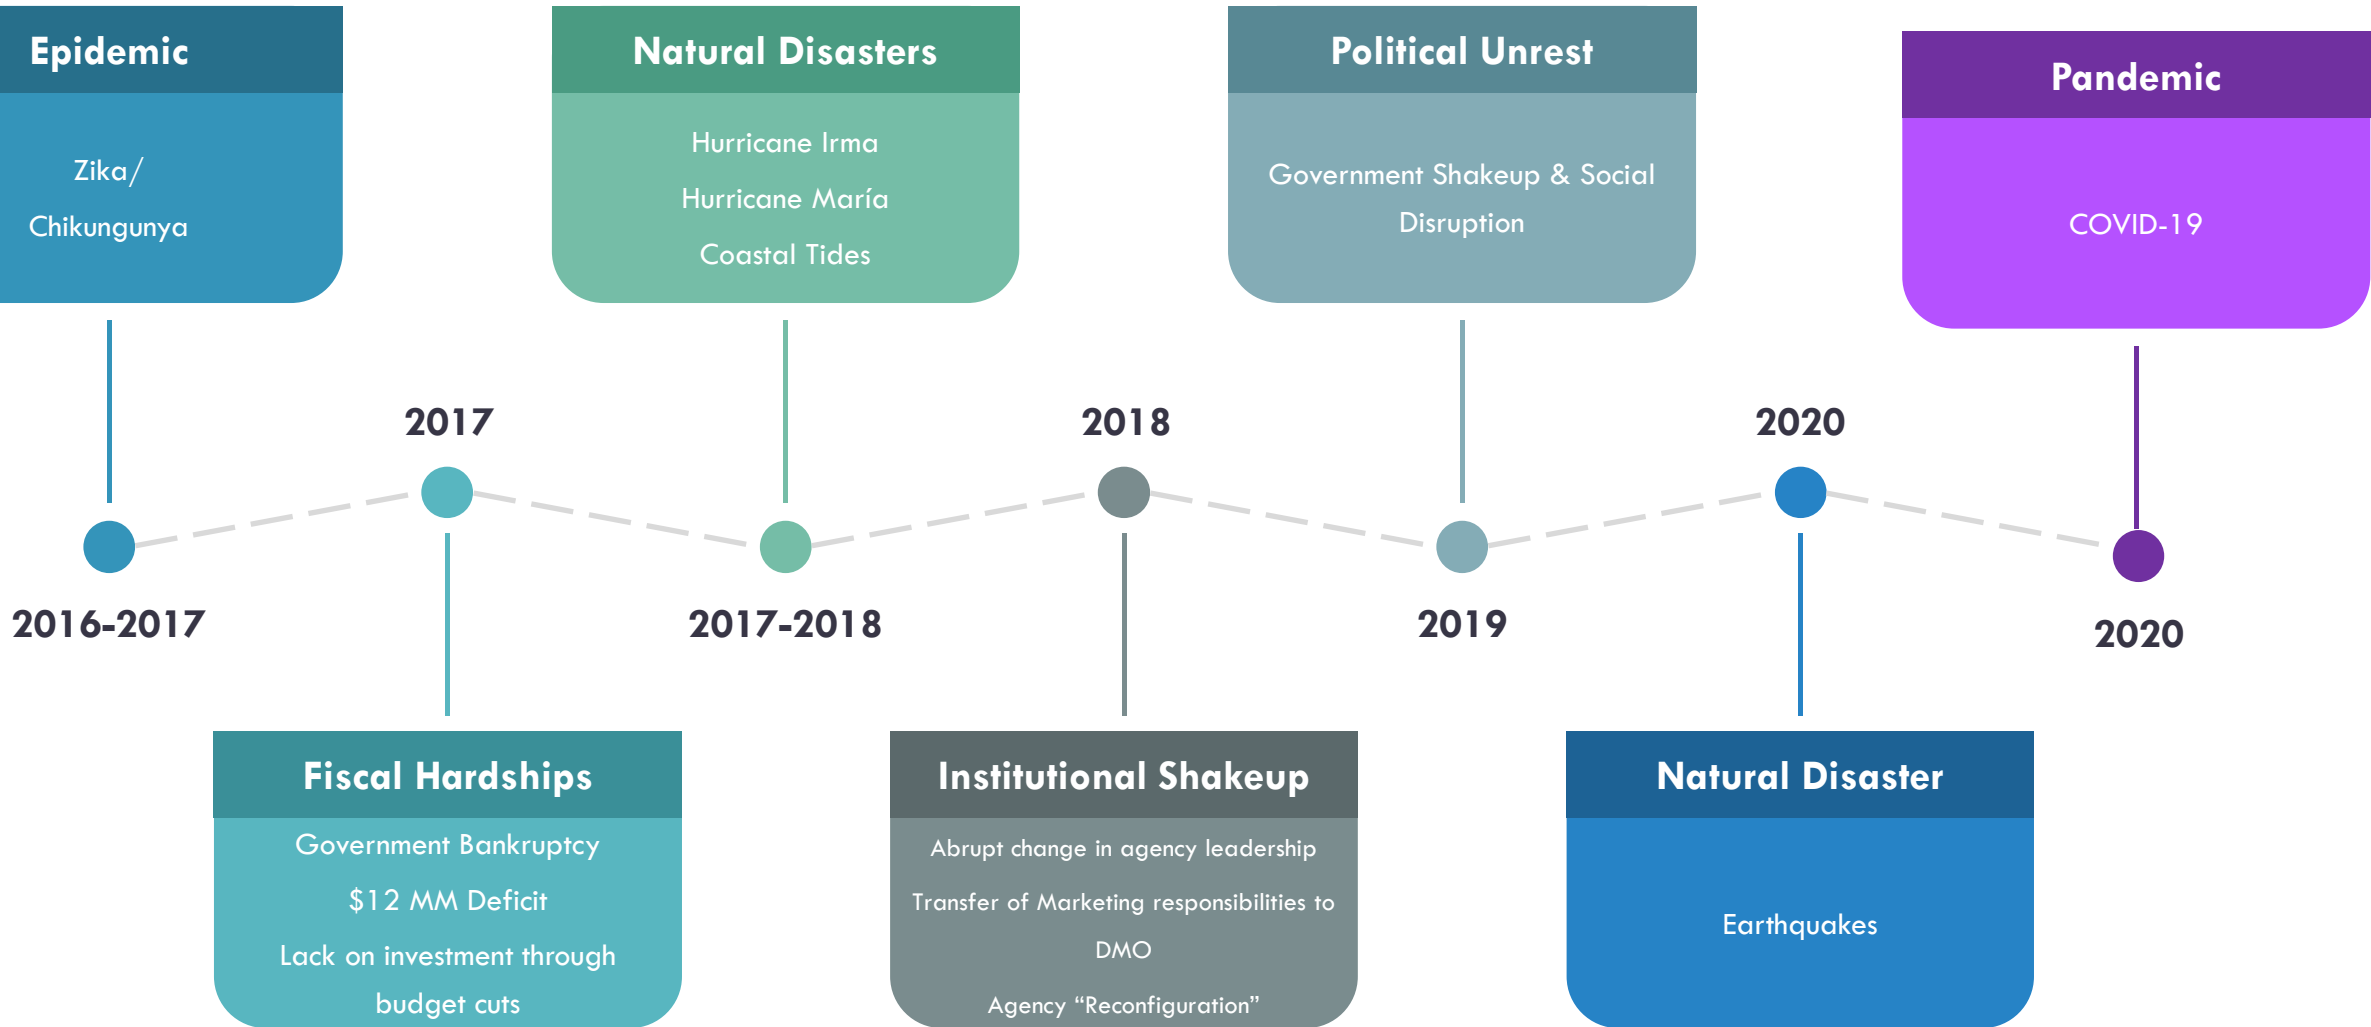 Epidemic
Zika/
Chikungunya
2016-2017
2017
Fiscal Hardships
Government Bankruptcy
$12 MM Deficit
Lack on investment through
budget cuts
Natural Disasters
Hurricane Irma
Hurricane María
Coastal Tides
2017-2018
2018
Institutional Shakeup
Abrupt change in agency leadership
Transfer of Marketing responsibilities to
DMO
Agency “Reconfiguration”
Political Unrest
Government Shakeup & Social
Disruption
2019
2020
Natural Disaster
Earthquakes
Pandemic
COVID-19
2020